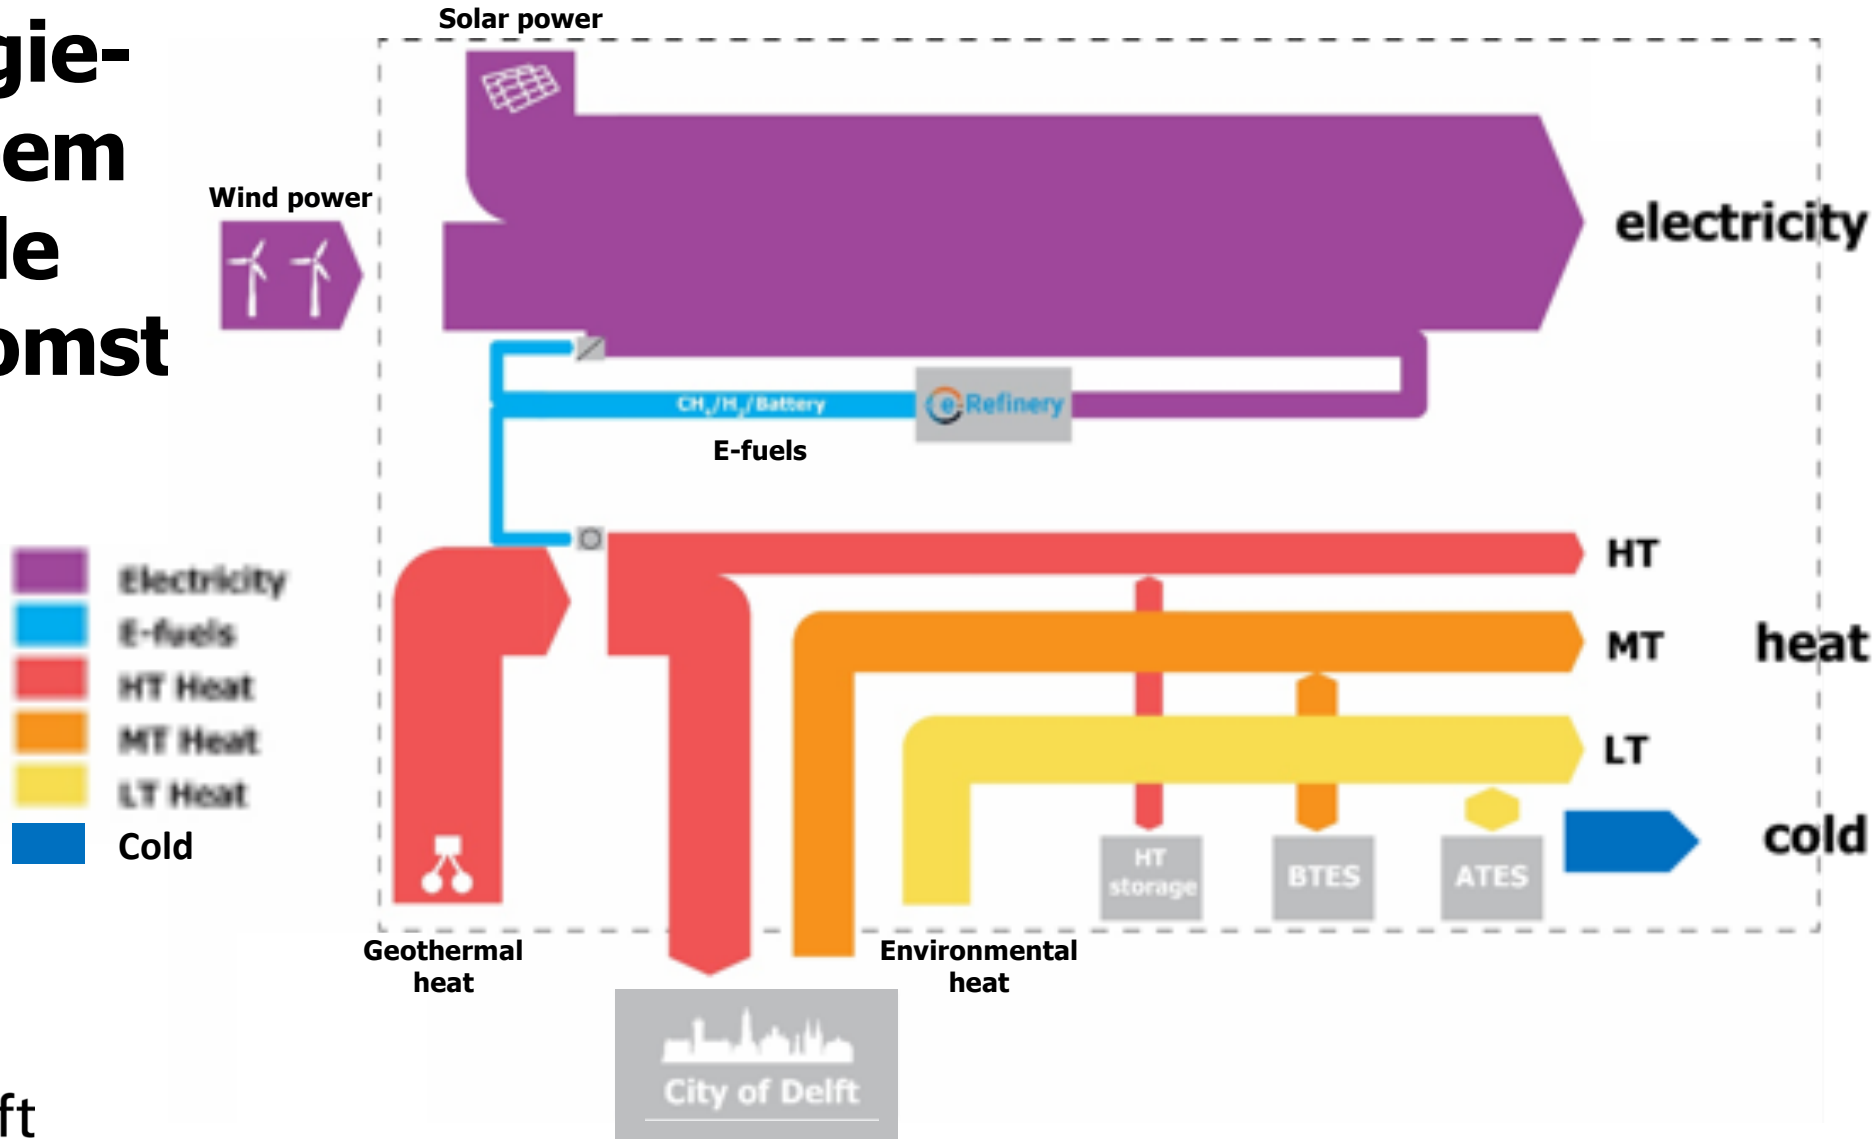 gie-
em
le
omst
Solar power
Wind power
electricity
CH4/H2/Battery
e-Refinery
E-fuels
Electricity
E-fuels
HT Heat
MT Heat
LT Heat
Cold
HT
MT
heat
LT
cold
HT
storage
BTES
ATES
Geothermal
heat
Environmental
heat
City of Delft
ft